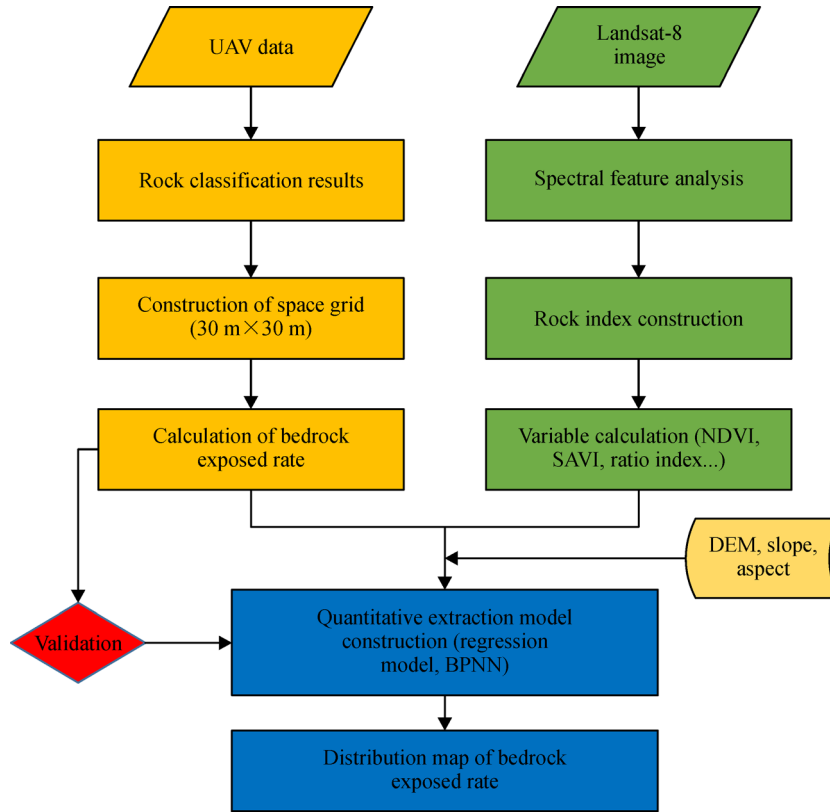 UAV data
Landsat-8
image
Rock classification results
Spectral feature analysis
Construction of space grid
(30 m×30 m)
Rock index construction
Calculation of bedrock
exposed rate
Variable calculation (NDVI,
SAVI, ratio index...)
DEM, slope,
aspect
Validation
Quantitative extraction model
construction (regression
model, BPNN)
Distribution map of bedrock
exposed rate